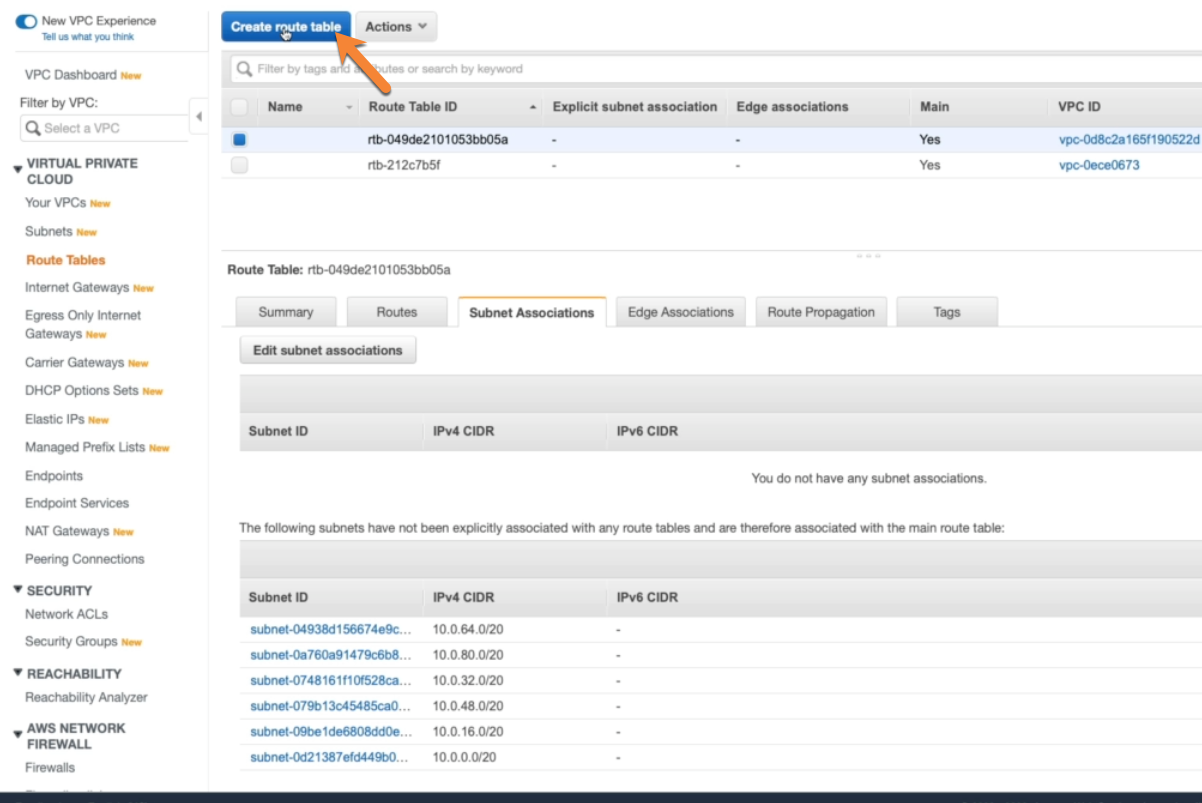 New VPC Experience
Tell us what you think
VPC Dashboard New
Filter by VPC:
Select a VPC
VIRTUAL PRIVATE
CLOUD
Your VPCs New
Subnets New
Route Tables
Internet Gateways New
Egress Only Internet
Gateways New
Carrier Gateways New
DHCP Options Sets New
Elastic IPs New
Managed Prefix Lists New
Endpoints
Endpoint Services
NAT Gateways New
Peering Connections
SECURITY
Network ACLs
Security Groups New
REACHABILITY
Reachability Analyzer
AWS NETWORK
FIREWALL
Firewalls
Create route table Actions
Filter by tags and attributes or search by keyword
Name Route Table ID Explicit subnet association Edge associations Main VPC ID
rtb-049de2101053bb05a - - Yes vpc-0d8c2a165f190522d
rtb-212c7b5f - - Yes vpc-0ece0673
Route Table: rtb-049de2101053bb05a
Summary Routes Subnet Associations Edge Associations Route Propagation Tags
Edit subnet associations
Subnet ID IPv4 CIDR IPv6 CIDR
You do not have any subnet associations.
The following subnets have not been explicitly associated with any route tables and are therefore associated with the main route table:
Subnet ID IPv4 CIDR IPv6 CIDR
subnet-04938d156674e9c... 10.0.64.0/20 -
subnet-0a760a91479c6b8... 10.0.80.0/20 -
subnet-0748161f10f528ca... 10.0.32.0/20 -
subnet-079b13c45485ca0... 10.0.48.0/20 -
subnet-09be1de6808dd0e... 10.0.16.0/20 -
subnet-0d21387efd449b0... 10.0.0.0/20 -